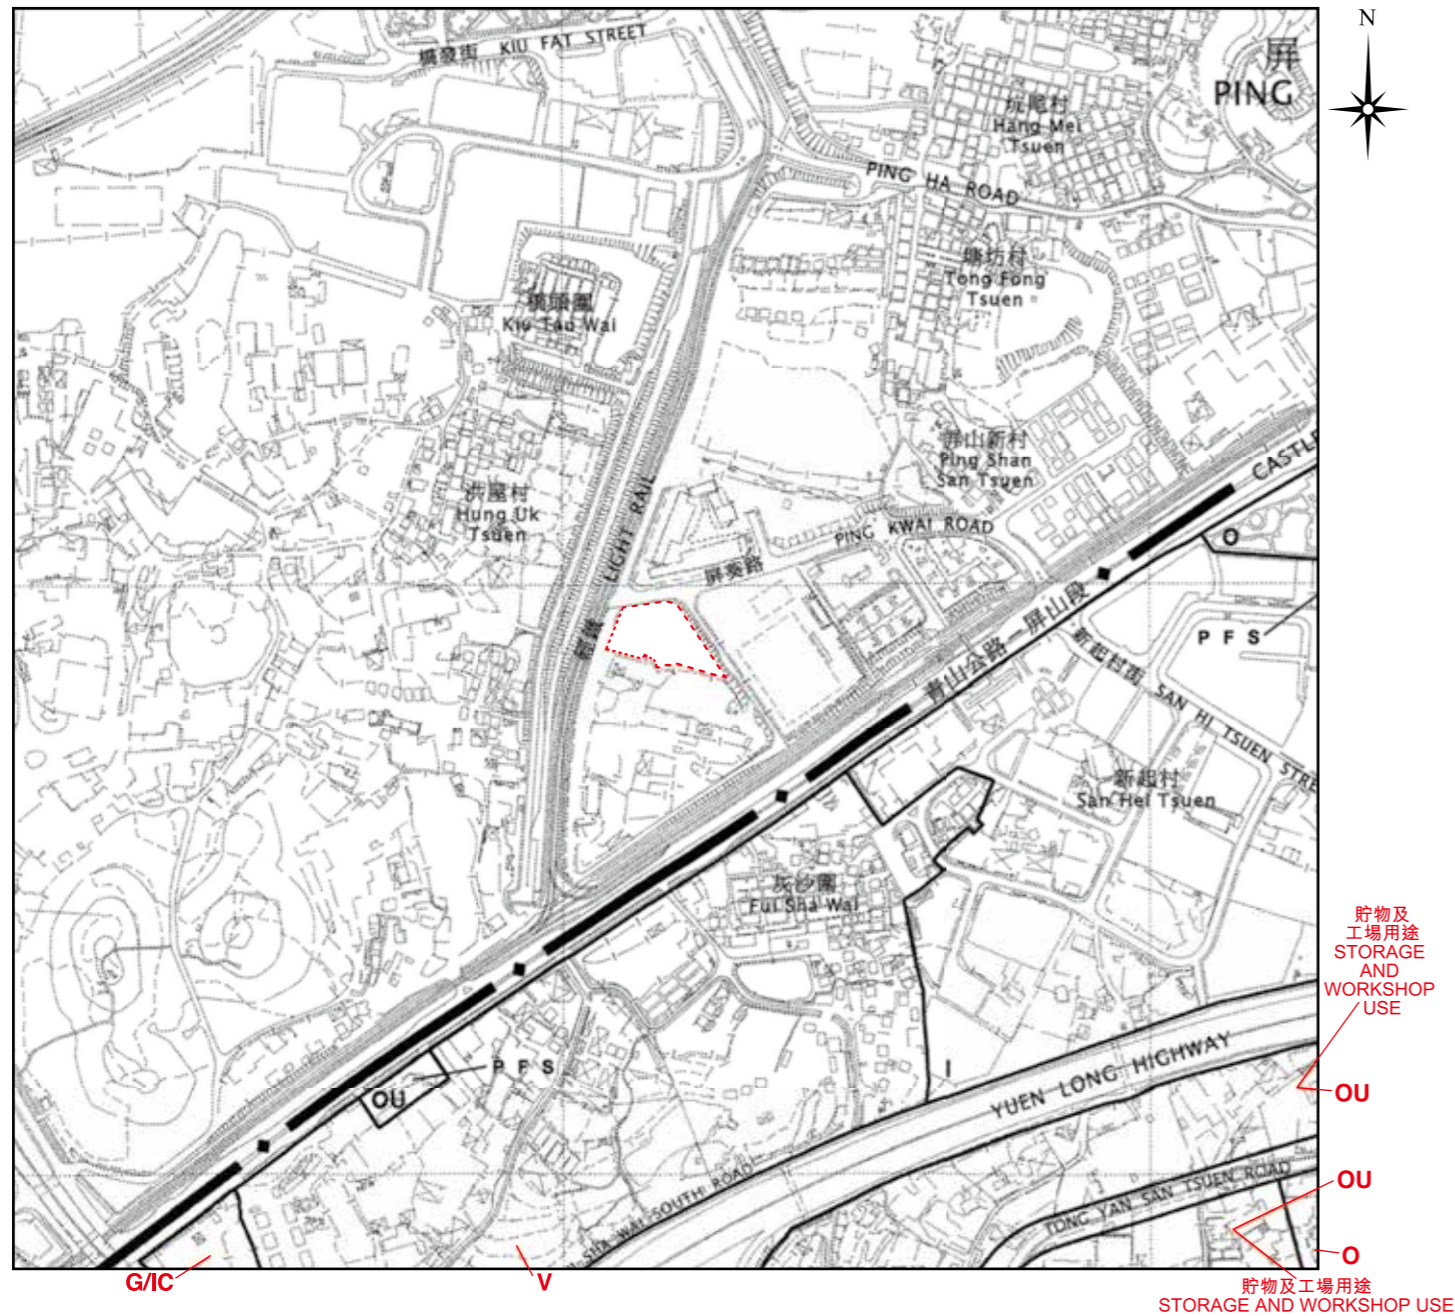 N
橋發街 KIU FAT STREET
屏
PING
坑尾村
Hang Mei
Tsuen
PING HA ROAD
塘坊村
Tong Fong
Tsuen
橋頭圍
Kiu Tau Wai
屏山新村
Ping Shan
San Tsuen
CASTLE
洪屋村
Hung Uk
Tsuen
LIGHT RAIL
PING KWAI ROAD
屏葵路
O
P F S
輕鐵
青山公路－屏山段
新起村街 SAN HI TSUEN STRE
新起村
San Hei Tsuen
灰沙圍
Fui Sha Wai
貯物及
工場用途
STORAGE
AND
WORKSHOP
USE
P F S
OU
I
YUEN LONG HIGHWAY
OU
SHA WAI SOUTH ROAD
TONG YAN SAN TSUEN ROAD
OU
O
G/IC
V
貯物及工場用途
STORAGE AND WORKSHOP USE